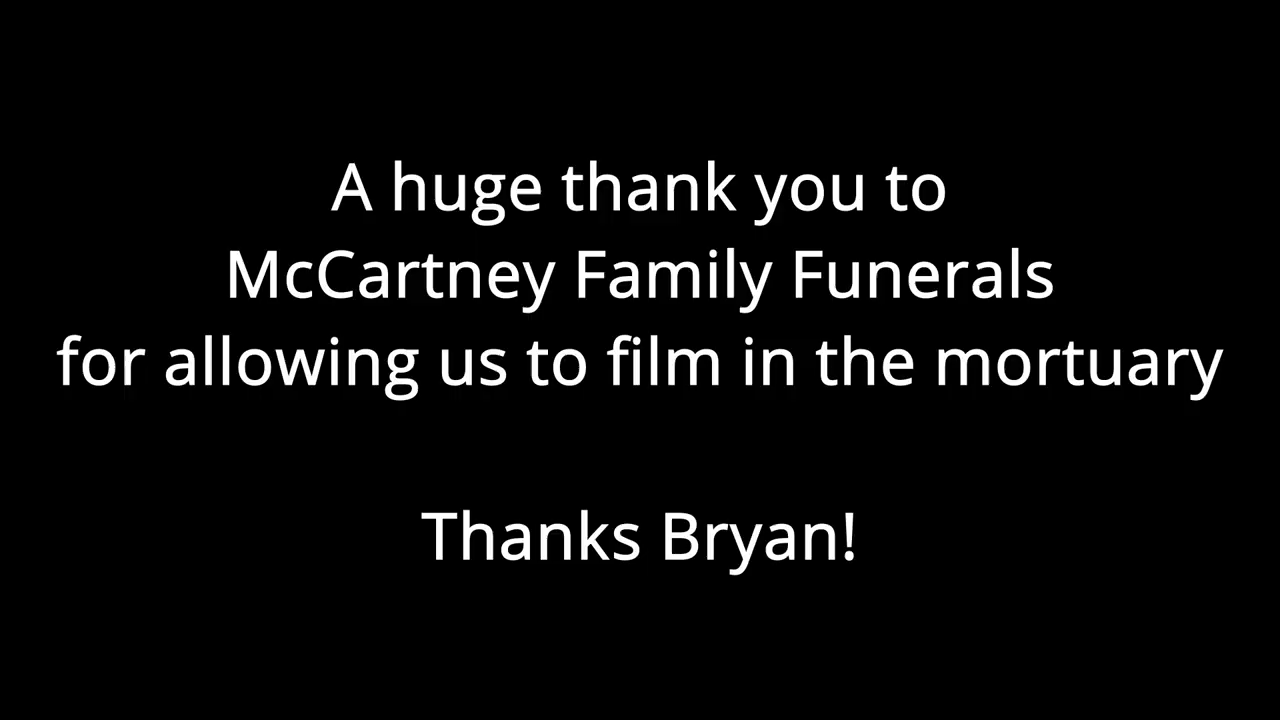 A huge thank you to
McCartney Family Funerals
for allowing us to film in the mortuary
Thanks Bryan!